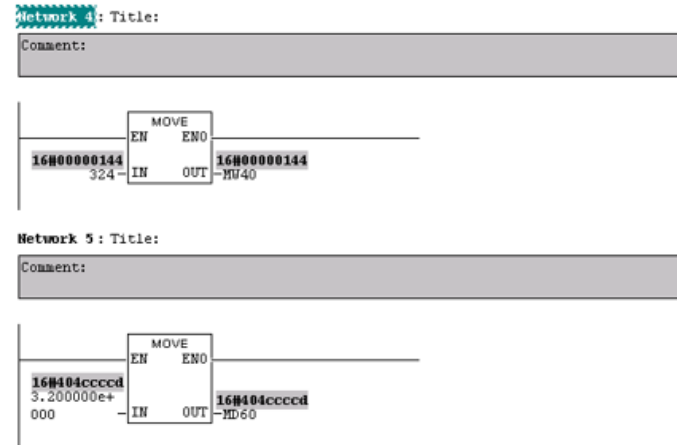 Network 4: Title:
Comment:
MOVE
EN ENO
16#00000144 16#00000144
324 IN OUT MW40
Network 5: Title:
Comment:
MOVE
EN ENO
16#404ccccd
3.200000e+ 16#404ccccd
000 IN OUT MD60